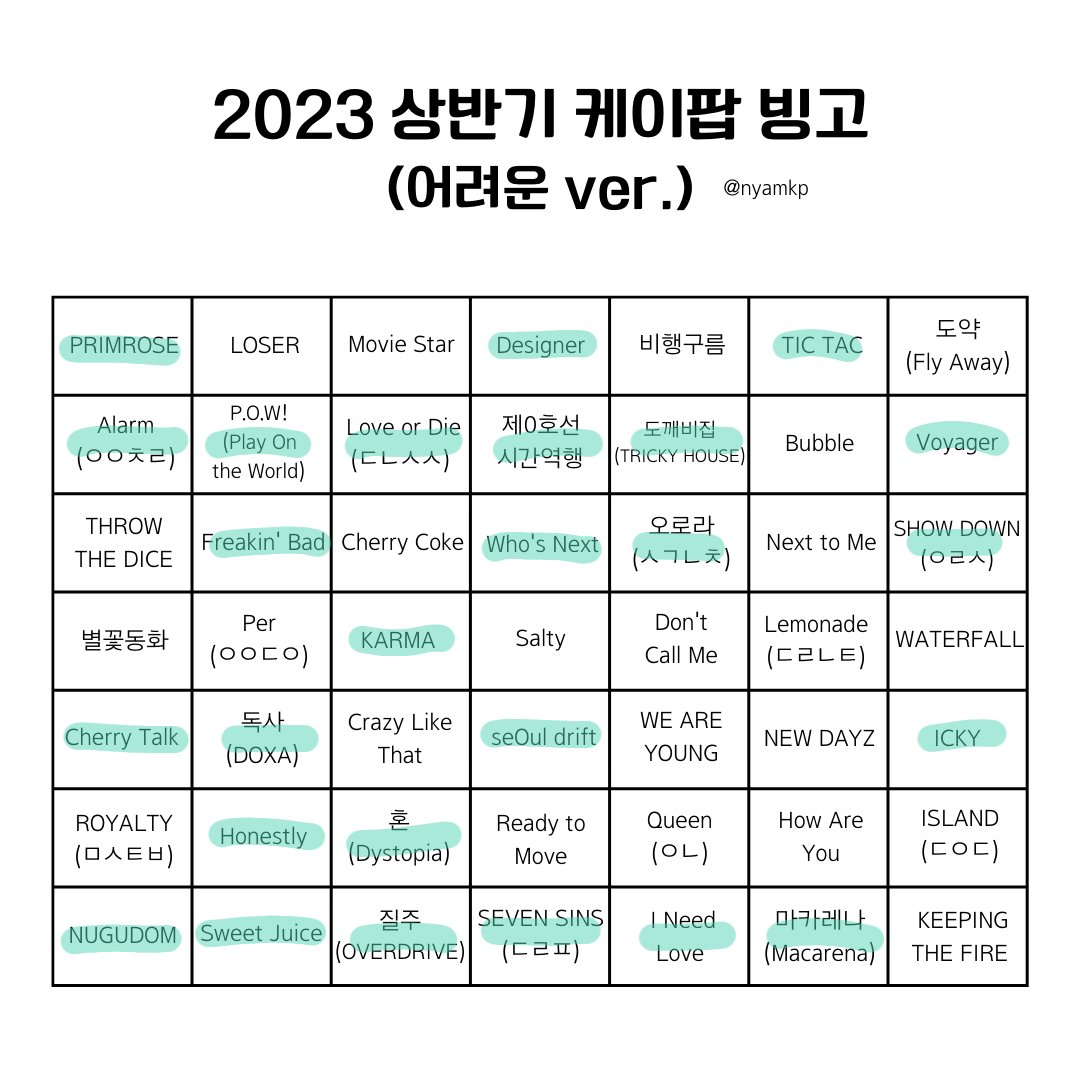 2023 상반기 케이팝 빙고
(어려운 ver.) @nyamkp
PRIMROSE
LOSER
Movie Star
Designer
비행구름
TIC TAC
도약
(Fly Away)
Alarm
(ㅇㅇㅊㄹ)
P.O.W!
(Play On
the World)
Love or Die
(ㄷㄴㅅㅅ)
제0호선
시간역행
도깨비집
(TRICKY HOUSE)
Bubble
Voyager
THROW
THE DICE
Freakin' Bad
Cherry Coke
Who's Next
오로라
(ㅅㄱㄴㅊ)
Next to Me
SHOW DOWN
(ㅇㄹㅅ)
별꽃동화
Per
(ㅇㅇㄷㅇ)
KARMA
Salty
Don't
Call Me
Lemonade
(ㄷㄹㄴㅌ)
WATERFALL
Cherry Talk
독사
(DOXA)
Crazy Like
That
seOul drift
WE ARE
YOUNG
NEW DAYZ
ICKY
ROYALTY
(ㅁㅅㅌㅂ)
Honestly
혼
(Dystopia)
Ready to
Move
Queen
(ㅇㄴ)
How Are
You
ISLAND
(ㄷㅇㄷ)
NUGUDOM
Sweet Juice
질주
(OVERDRIVE)
SEVEN SINS
(ㄷㄹㅍ)
I Need
Love
마카레나
(Macarena)
KEEPING
THE FIRE